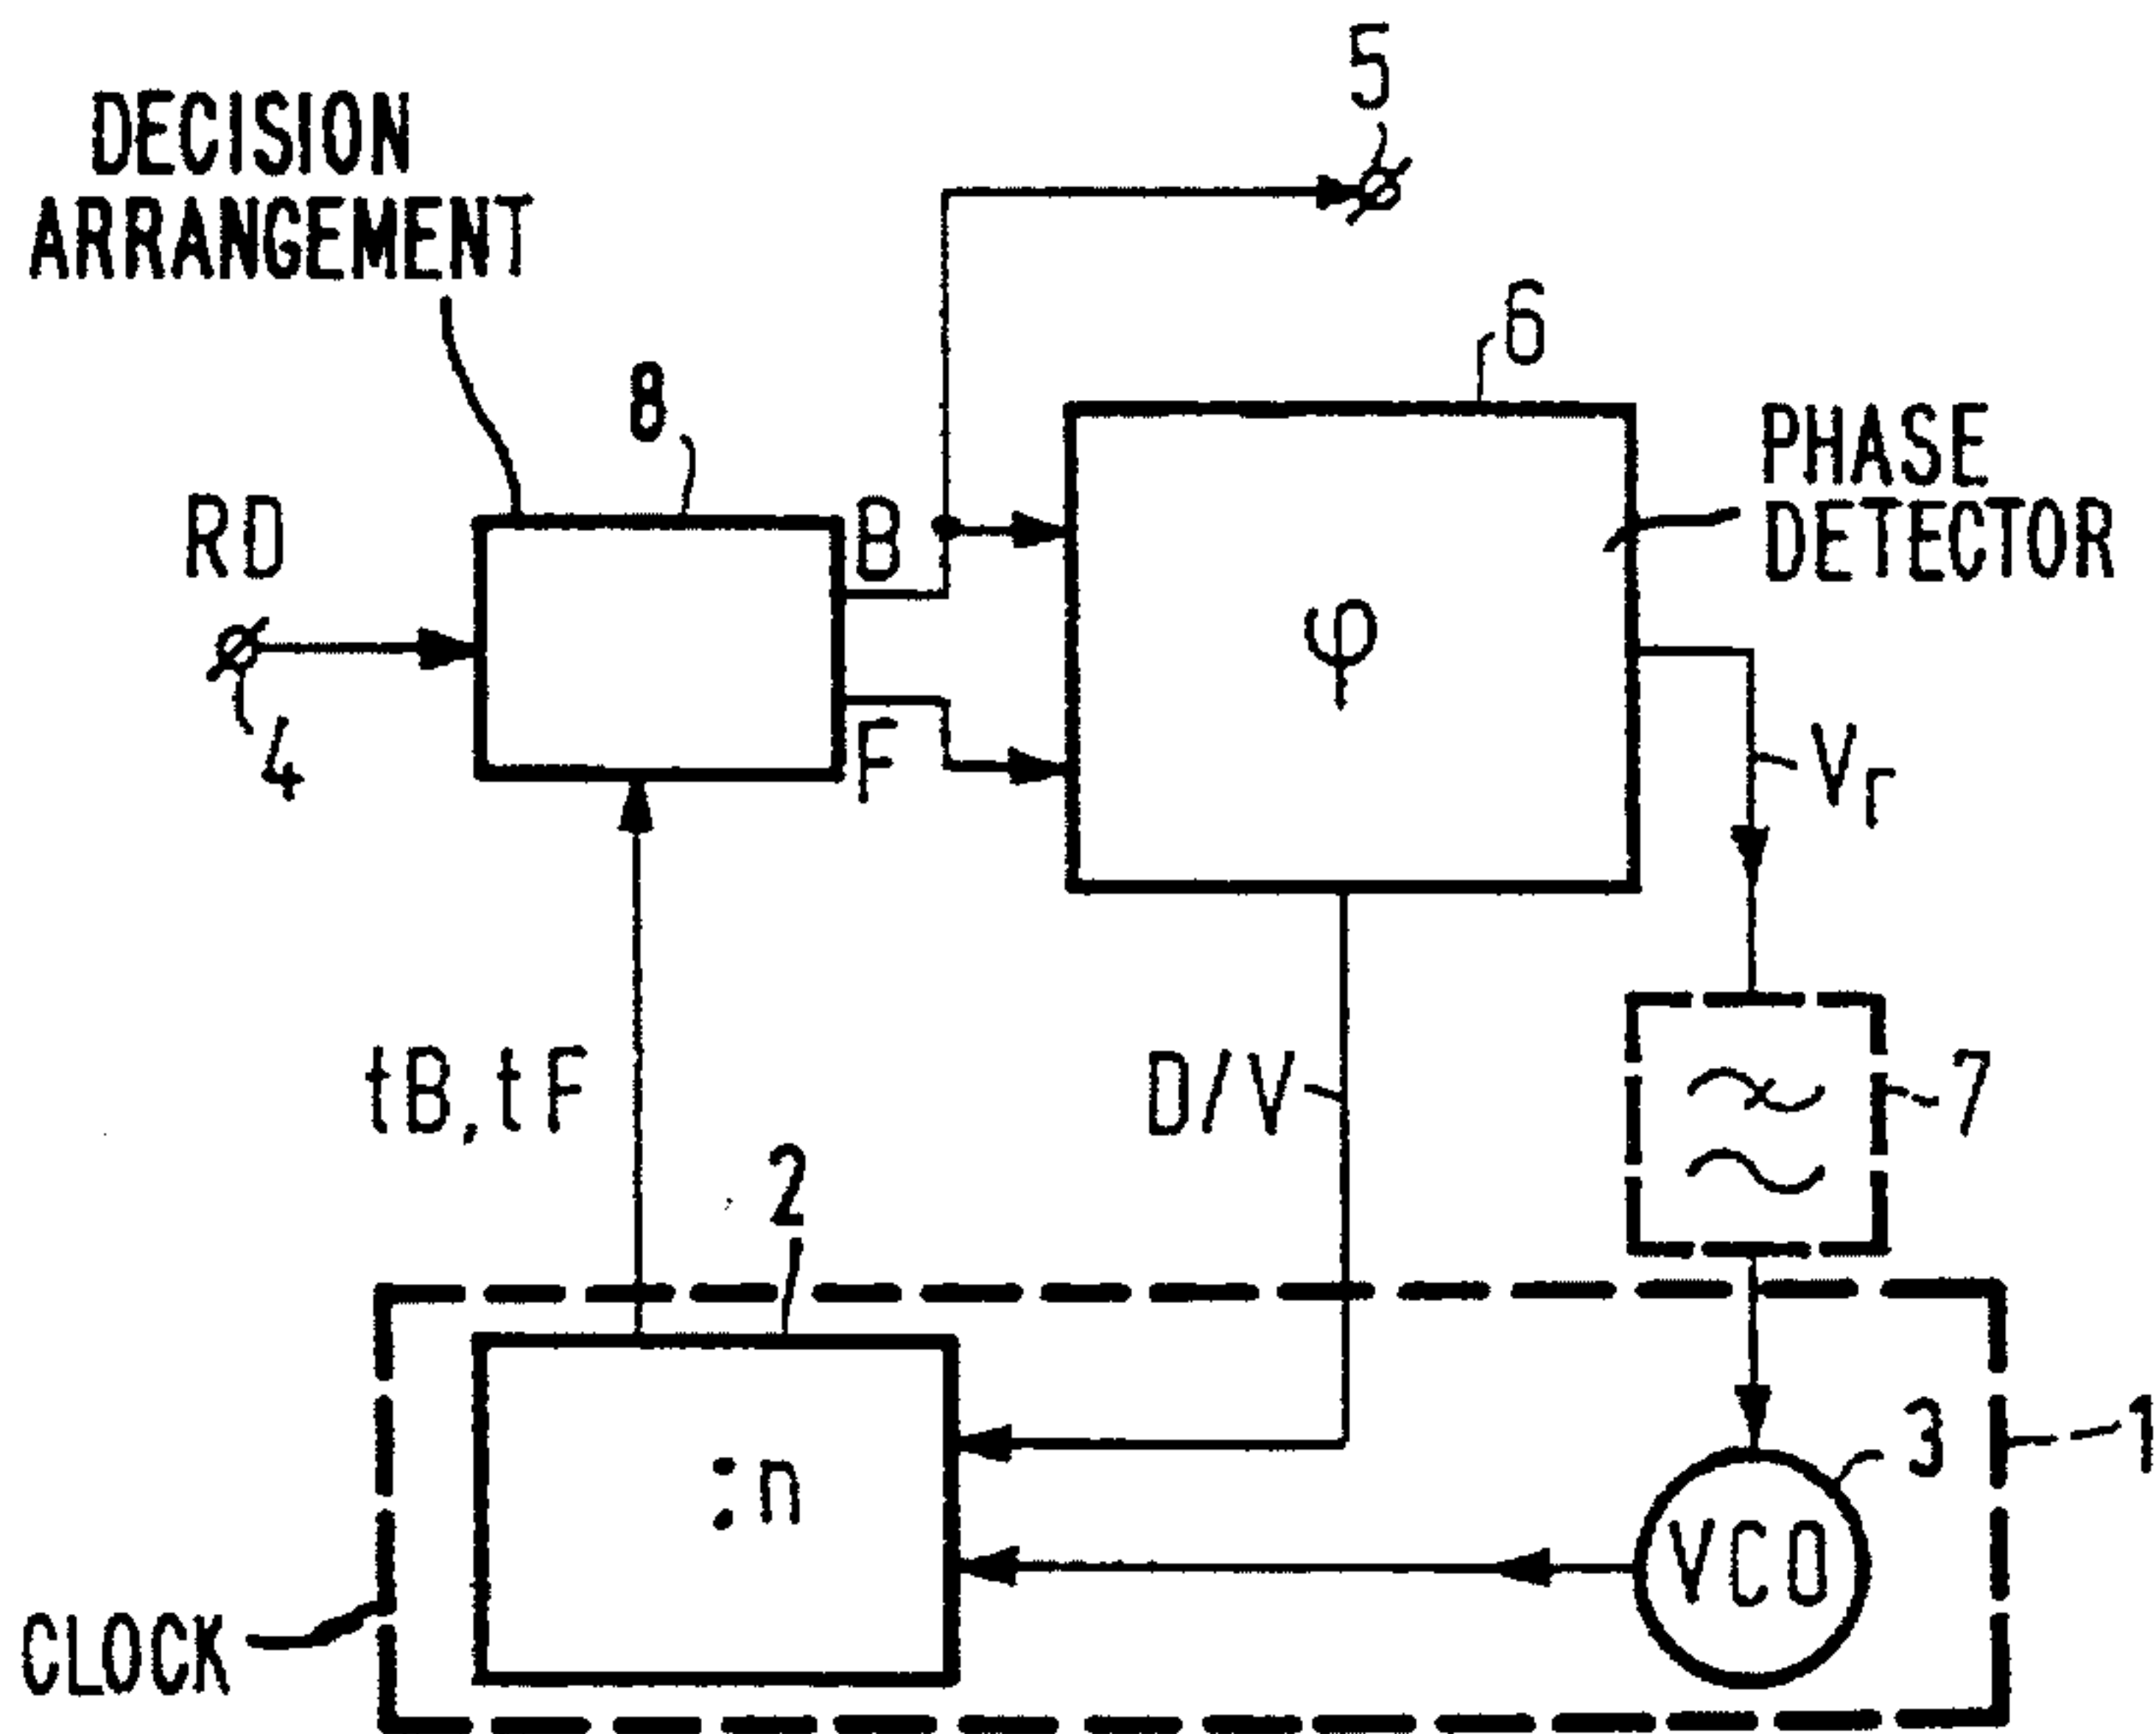 5
DECISION
ARRANGEMENT
6
8
PHASE
DETECTOR
RD
B
φ
4
F
Vr
tB, tF
D/V
7
2
3
1
:n
VCO
CLOCK